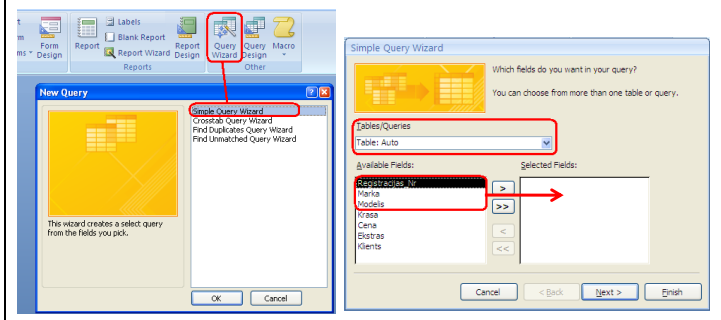 Labels
Blank Report
Report Wizard
Form
Design
Report
Report
Design
Reports
Query
Wizard
Query
Design
Macro
Other
New Query
Simple Query Wizard
Crosstab Query Wizard
Find Duplicates Query Wizard
Find Unmatched Query Wizard
This wizard creates a select query
from the fields you pick.
OK
Cancel
Simple Query Wizard
Which fields do you want in your query?
You can choose from more than one table or query.
Tables/Queries
Table: Auto
Available Fields:
Selected Fields:
Registracijas_Nr
Marka
Modelis
Krasa
Cena
Ekstras
Klients
>
>>
<
<<
Cancel
< Back
Next >
Finish